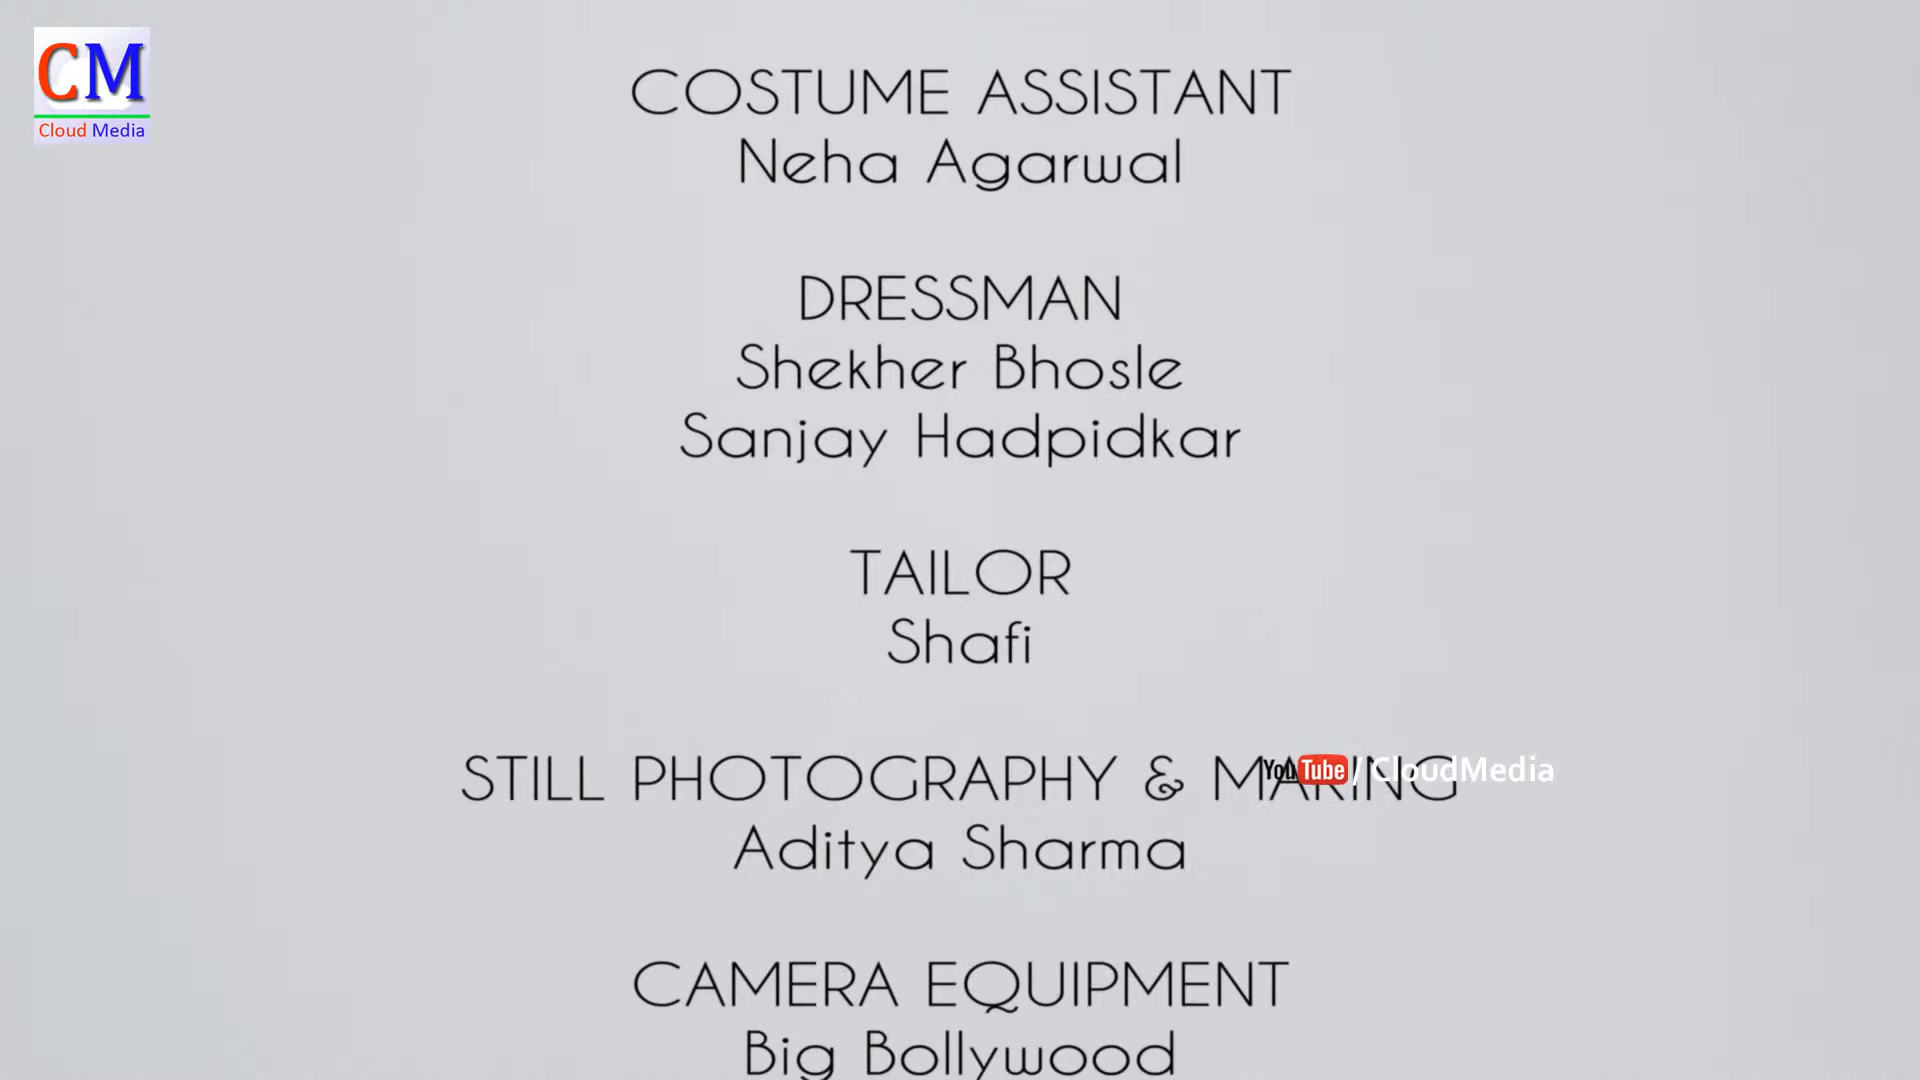 CM
Cloud Media
COSTUME ASSISTANT
Neha Agarwal
DRESSMAN
Shekher Bhosle
Sanjay Hadpidkar
TAILOR
Shafi
STILL PHOTOGRAPHY & MAKING
YouTube / CloudMedia
Aditya Sharma
CAMERA EQUIPMENT
Big Bollywood